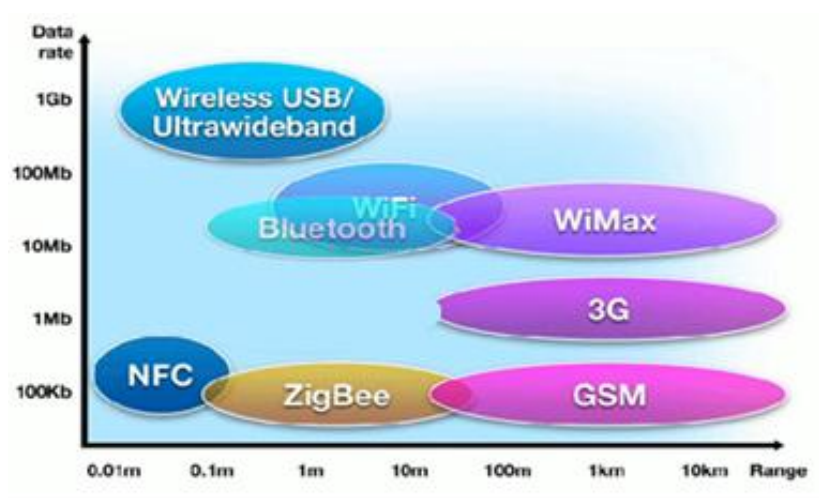 Data
rate
1Gb
100Mb
10Mb
1Mb
100Kb
Wireless USB/
Ultrawideband
WiFi
Bluetooth
WiMax
3G
NFC
ZigBee
GSM
0.01m 0.1m 1m 10m 100m 1km 10km Range